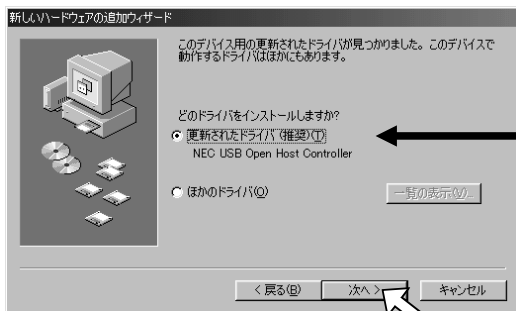 新しいハードウェアの追加ウィザード
このデバイス用の更新されたドライバが見つかりました。このデバイスで
動作するドライバはほかにもあります。
どのドライバをインストールしますか?
更新されたドライバ(推奨)(T)
NEC USB Open Host Controller
ほかのドライバ(O)
一覧の表示(V)...
< 戻る(B)
次へ >
キャンセル